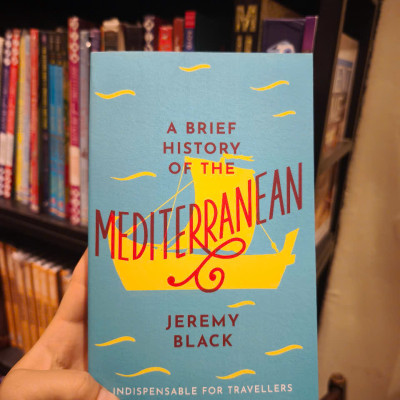 A BRIEF
HISTORY
OF THE
MEDITERRANEAN
JEREMY
BLACK
INDISPENSABLE FOR TRAVELLERS